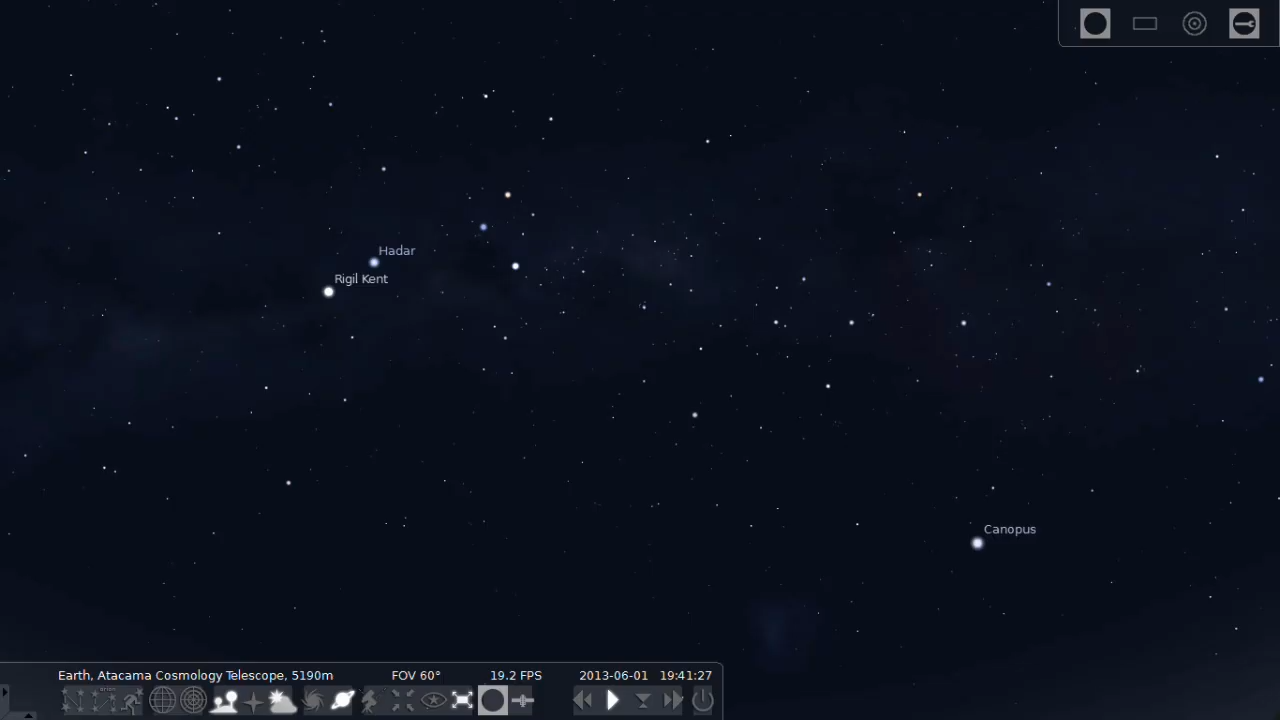 Hadar
Rigil Kent
Canopus
Earth, Atacama Cosmology Telescope, 5190m FOV 60° 19.2 FPS 2013-06-01 19:41:27